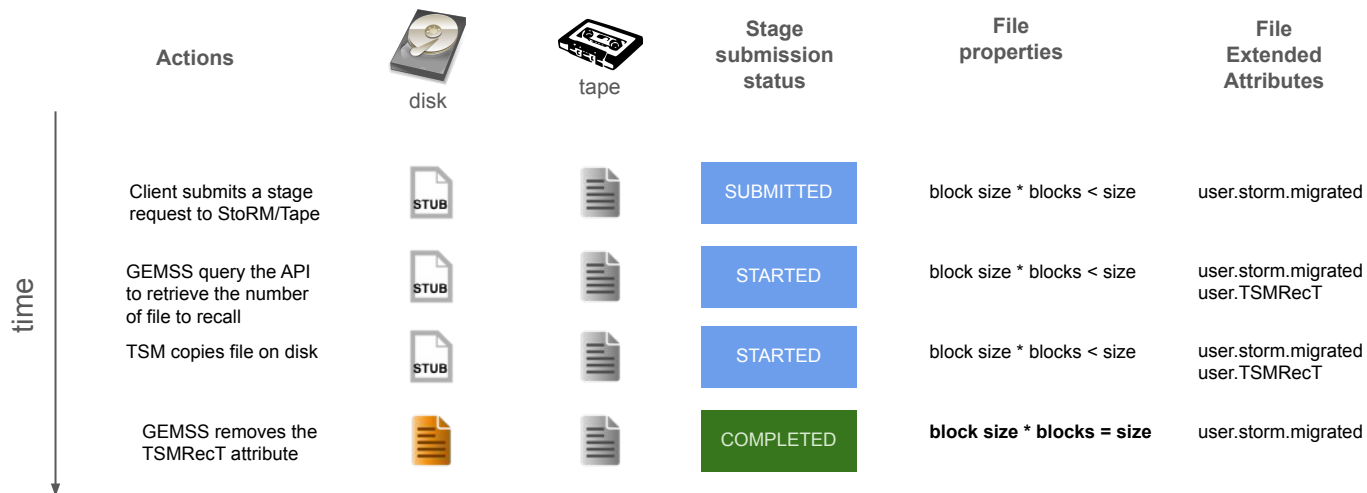 Actions
disk
tape
Stage
submission
status
File
properties
File
Extended
Attributes
time
Client submits a stage
request to StoRM/Tape
STUB
SUBMITTED
block size * blocks < size
user.storm.migrated
GEMSS query the API
to retrieve the number
of file to recall
STUB
STARTED
block size * blocks < size
user.storm.migrated
user.TSMRecT
TSM copies file on disk
STUB
STARTED
block size * blocks < size
user.storm.migrated
user.TSMRecT
GEMSS removes the
TSMRecT attribute
COMPLETED
block size * blocks = size
user.storm.migrated